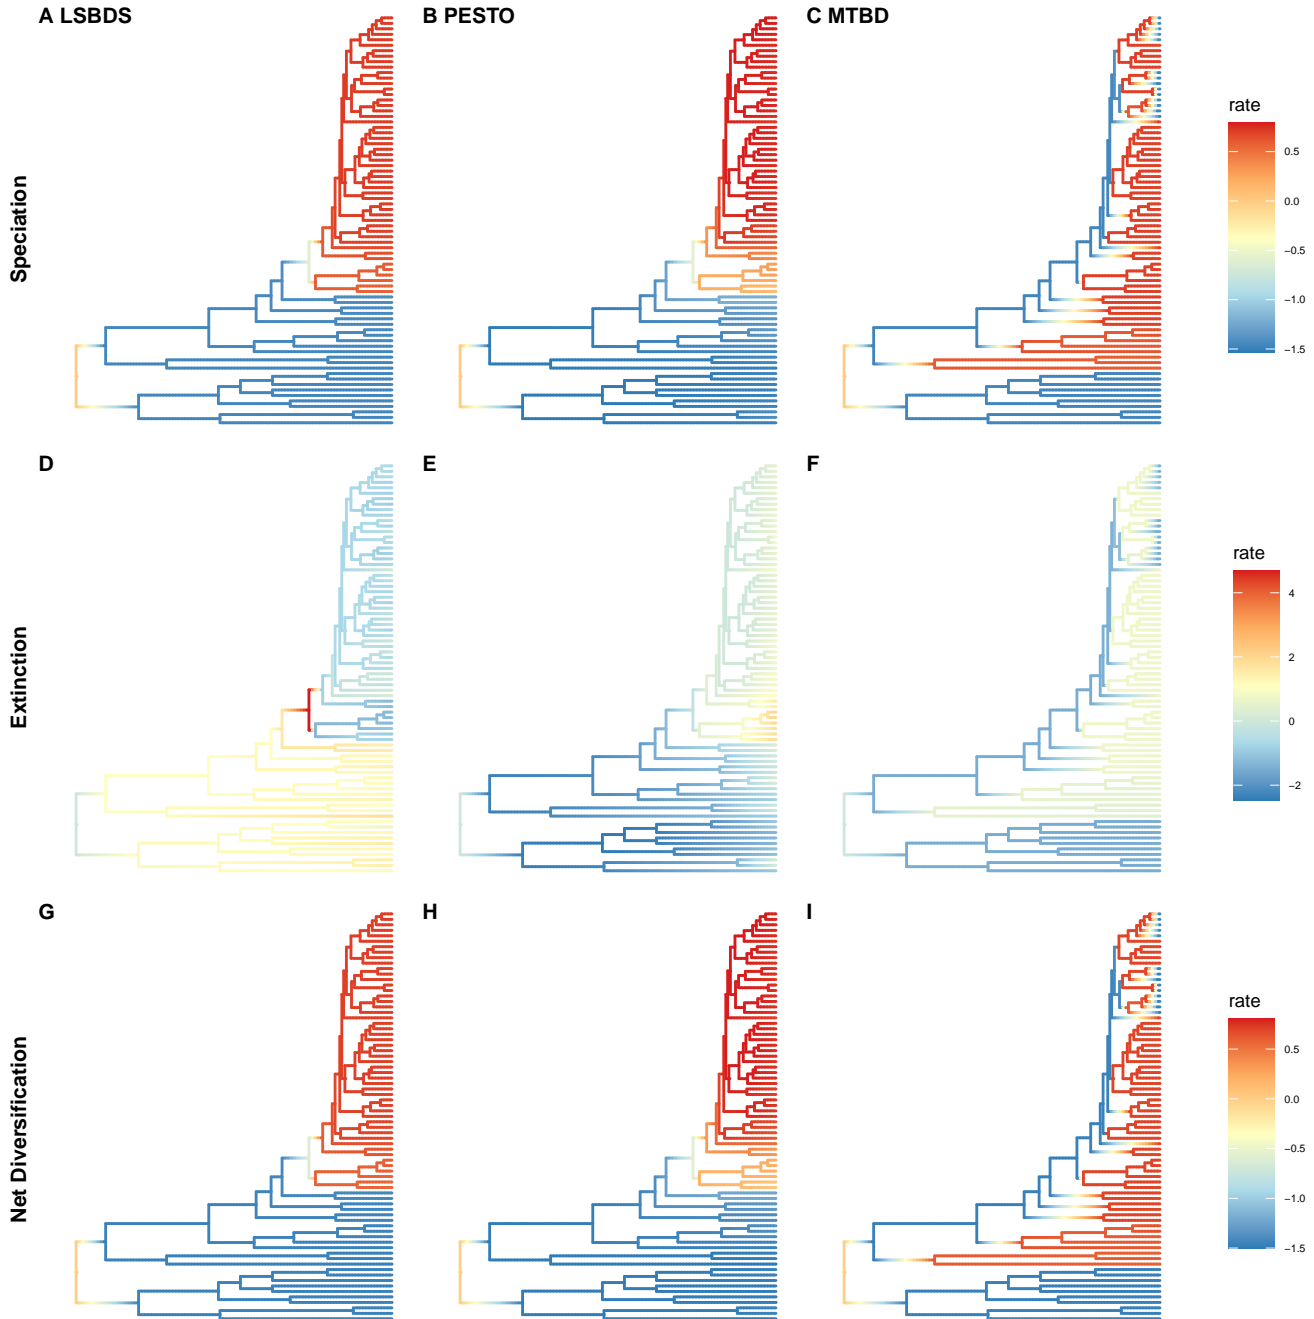 A LSBDS
B PESTO
C MTBD
Speciation
rate
0.5
0.0
−0.5
−1.0
−1.5
D
E
F
Extinction
rate
4
2
0
−2
G
H
I
Net Diversification
rate
0.5
0.0
−0.5
−1.0
−1.5